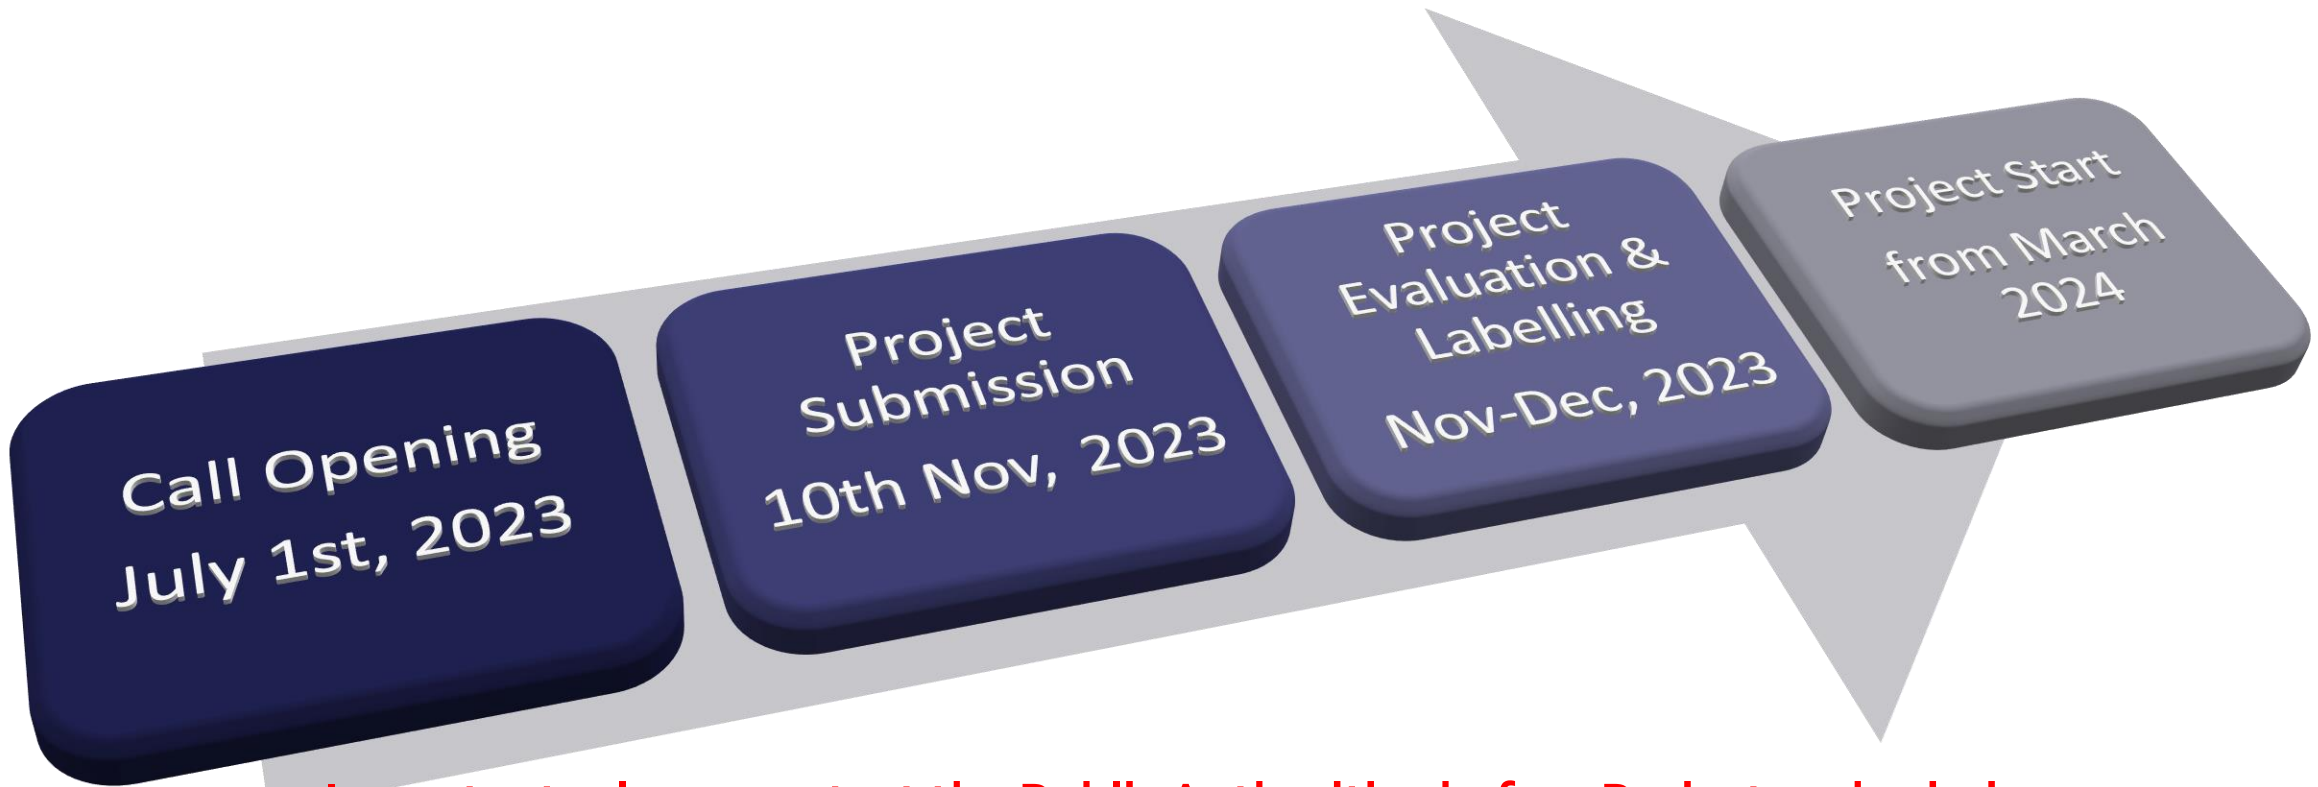 Call Opening
July 1st, 2023
Project
Submission
10th Nov, 2023
Project
Evaluation &
Labelling
Nov-Dec, 2023
Project Start
from March
2024